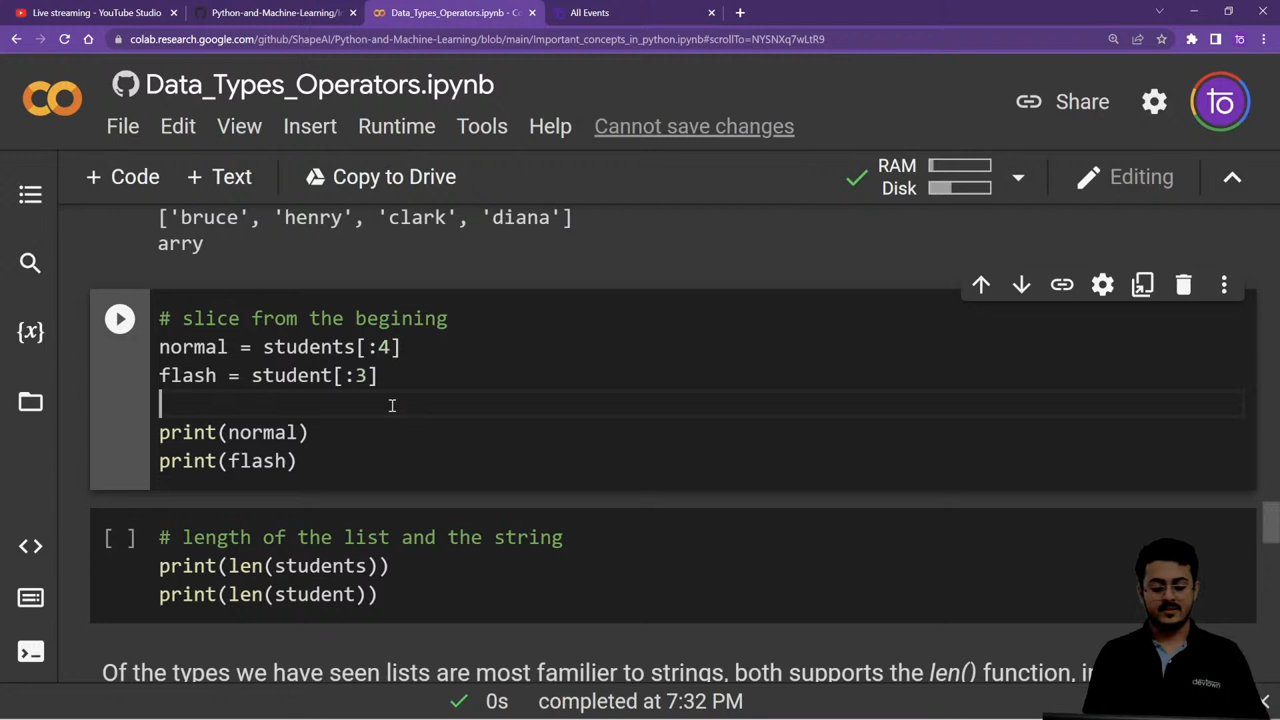 Live streaming - YouTube Studio
Python-and-Machine-Learning/I
Data_Types_Operators.ipynb - Co
All Events
colab.research.google.com/github/ShapeAI/Python-and-Machine-Learning/blob/main/Important_concepts_in_python.ipynb#scrollTo=NYSNXq7wLtR9
Data_Types_Operators.ipynb
Share
File Edit View Insert Runtime Tools Help Cannot save changes
+ Code + Text Copy to Drive
RAM
Disk
Editing
['bruce', 'henry', 'clark', 'diana']
arry
# slice from the begining
normal = students[:4]
flash = student[:3]
print(normal)
print(flash)
[ ] # length of the list and the string
print(len(students))
print(len(student))
Of the types we have seen lists are most familier to strings, both supports the len() function, in
0s completed at 7:32 PM
devtown